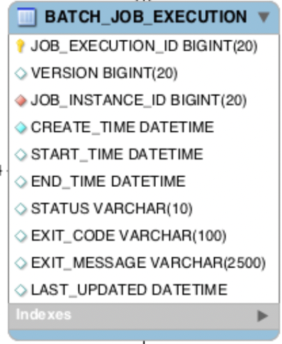 BATCH_JOB_EXECUTION
JOB_EXECUTION_ID BIGINT(20)
VERSION BIGINT(20)
JOB_INSTANCE_ID BIGINT(20)
CREATE_TIME DATETIME
START_TIME DATETIME
END_TIME DATETIME
STATUS VARCHAR(10)
EXIT_CODE VARCHAR(100)
EXIT_MESSAGE VARCHAR(2500)
LAST_UPDATED DATETIME
Indexes